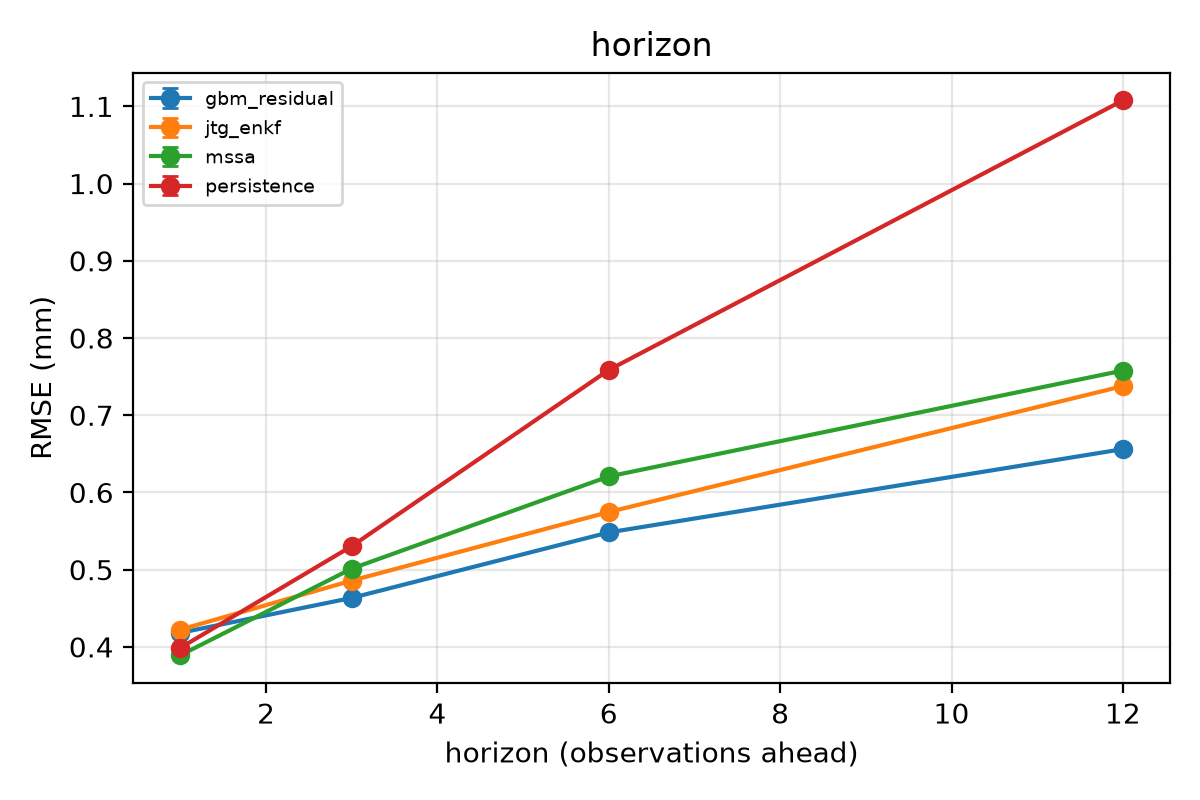 horizon
gbm_residual
jtg_enkf
mssa
persistence
RMSE (mm)
1.1
1.0
0.9
0.8
0.7
0.6
0.5
0.4
2 4 6 8 10 12
horizon (observations ahead)